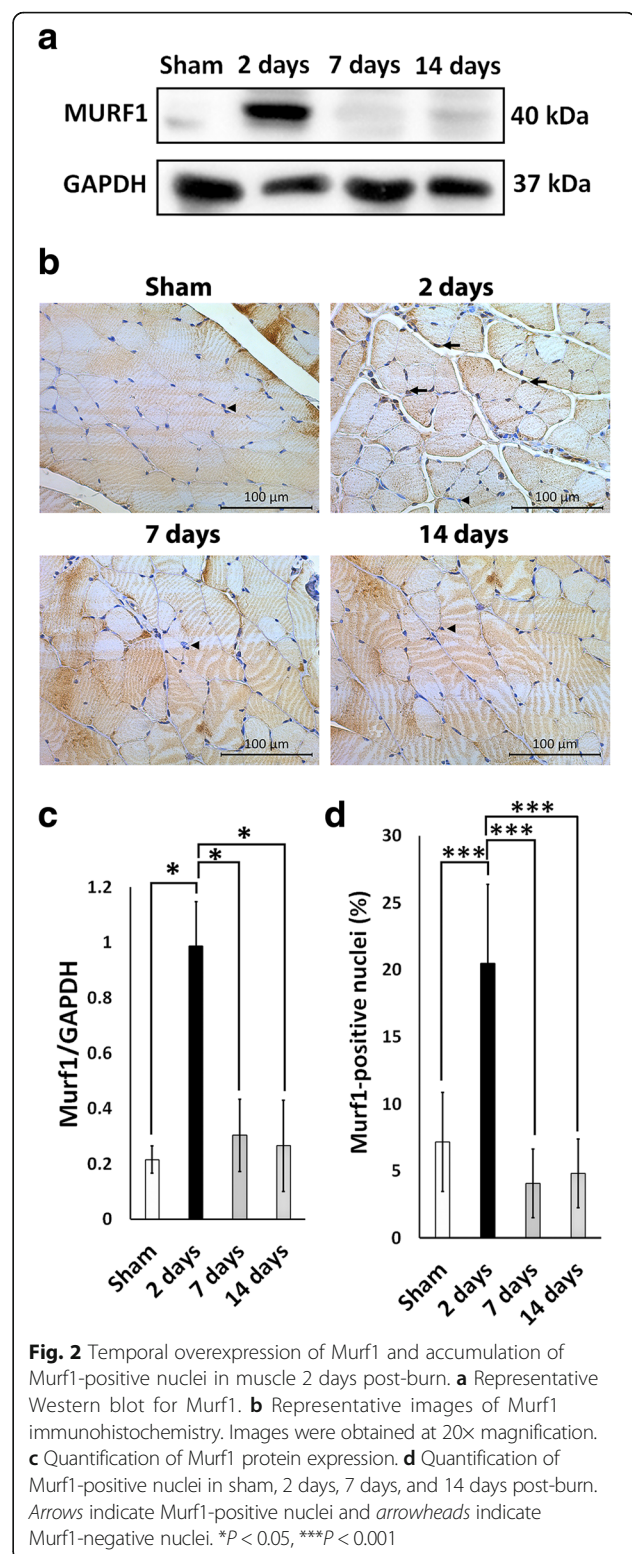 a
Sham 2 days 7 days 14 days
MURF1 40 kDa
GAPDH 37 kDa
b
Sham 2 days
100 µm 100 µm
7 days 14 days
100 µm 100 µm
c
* * *
1.2
1
0.8
0.6
0.4
0.2
0
Murf1/GAPDH
Sham 2 days 7 days 14 days
d
*** *** ***
30
25
20
15
10
5
0
Murf1-positive nuclei (%)
Sham 2 days 7 days 14 days
Fig. 2 Temporal overexpression of Murf1 and accumulation of
Murf1-positive nuclei in muscle 2 days post-burn. a Representative
Western blot for Murf1. b Representative images of Murf1
immunohistochemistry. Images were obtained at 20× magnification.
c Quantification of Murf1 protein expression. d Quantification of
Murf1-positive nuclei in sham, 2 days, 7 days, and 14 days post-burn.
Arrows indicate Murf1-positive nuclei and arrowheads indicate
Murf1-negative nuclei. *P < 0.05, ***P < 0.001